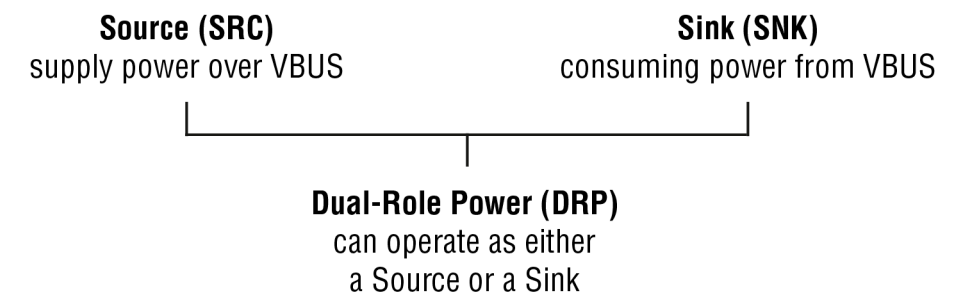 Source (SRC)
supply power over VBUS
Sink (SNK)
consuming power from VBUS
Dual-Role Power (DRP)
can operate as either
a Source or a Sink